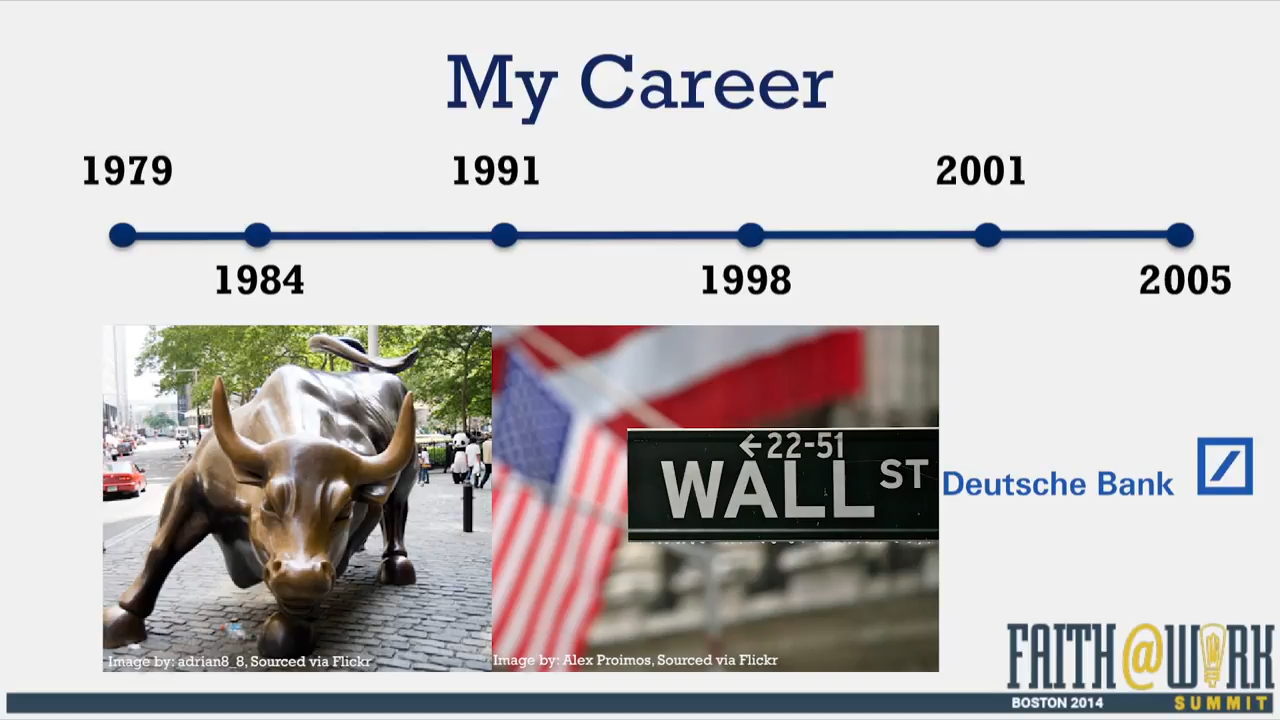 My Career
1979
1991
2001
1984
1998
2005
←22-51
WALL ST
Deutsche Bank
Image by: adrian8_8, Sourced via Flickr
Image by: Alex Proimos, Sourced via Flickr
FAITH@WORK
BOSTON 2014
SUMMIT